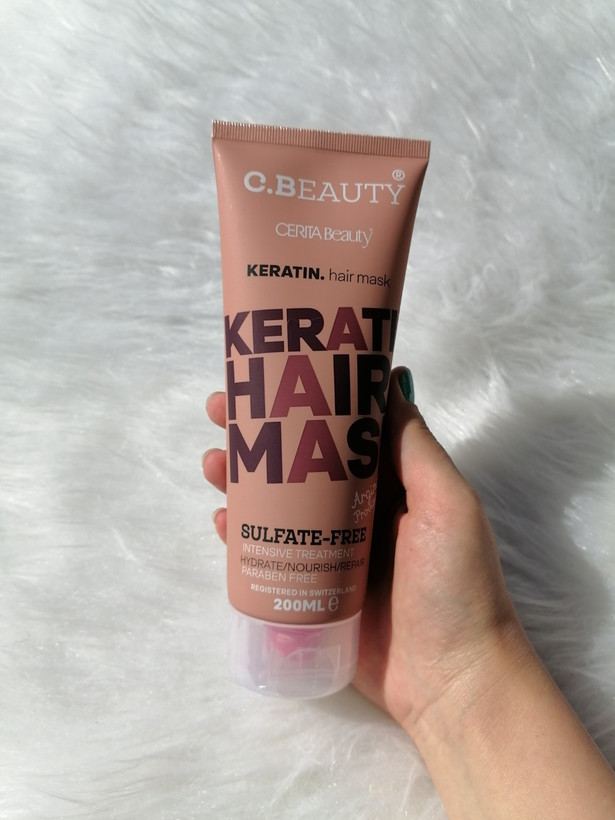 C.BEAUTY®
CERITA Beauty
KERATIN. hair mask
KERATI
HAIR
MAS
Argan
SULFATE-FREE
INTENSIVE TREATMENT
HYDRATE/NOURISH/REPAIR
PARABEN FREE
REGISTERED IN SWITZERLAND
200ML ℮